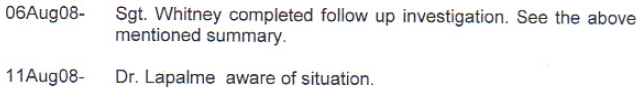 06Aug08- Sgt. Whitney completed follow up investigation. See the above
mentioned summary.
11Aug08- Dr. Lapalme aware of situation.